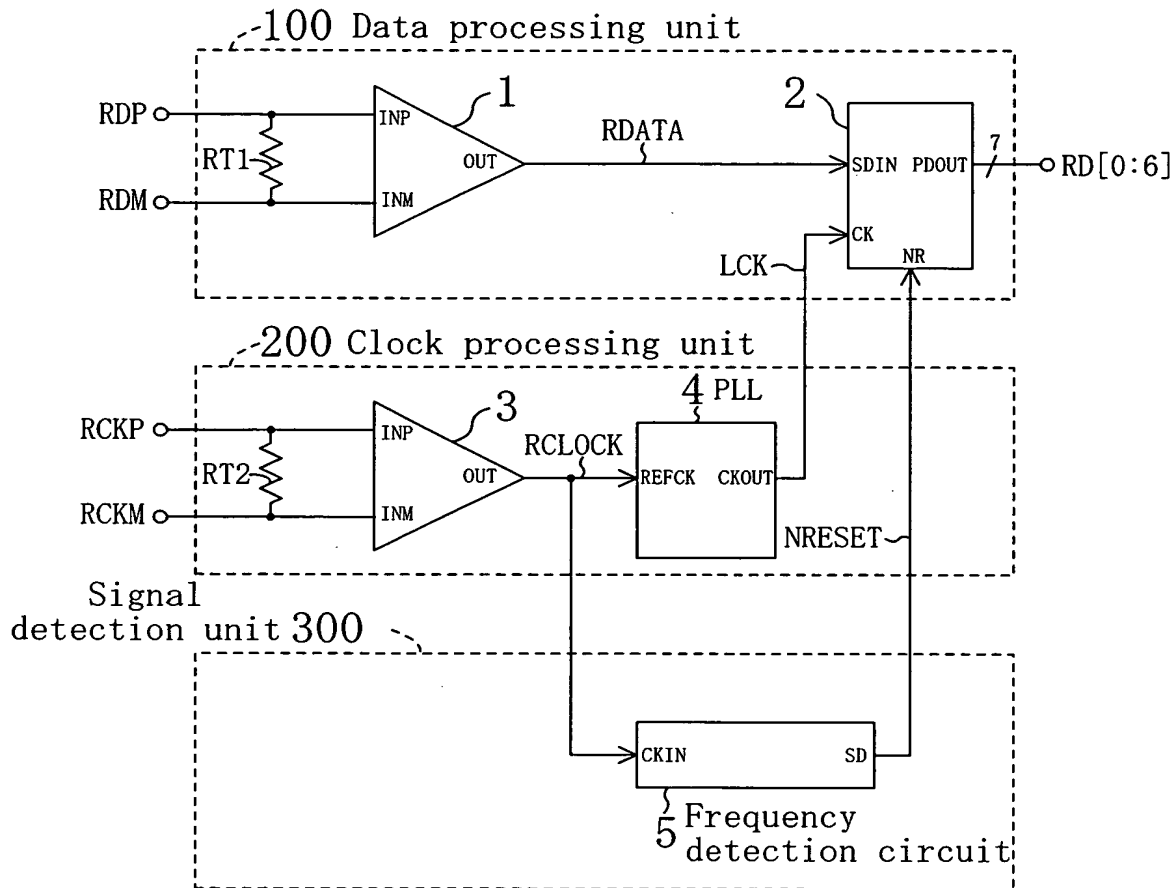 100 Data processing unit
RDP
RT1
RDM
INP
INM
OUT
1
RDATA
2
SDIN PDOUT
CK
NR
7
RD[0:6]
LCK
200 Clock processing unit
RCKP
RT2
RCKM
INP
INM
OUT
3
RCLOCK
4 PLL
REFCK CKOUT
NRESET
Signal
detection unit 300
CKIN SD
5 Frequency
detection circuit